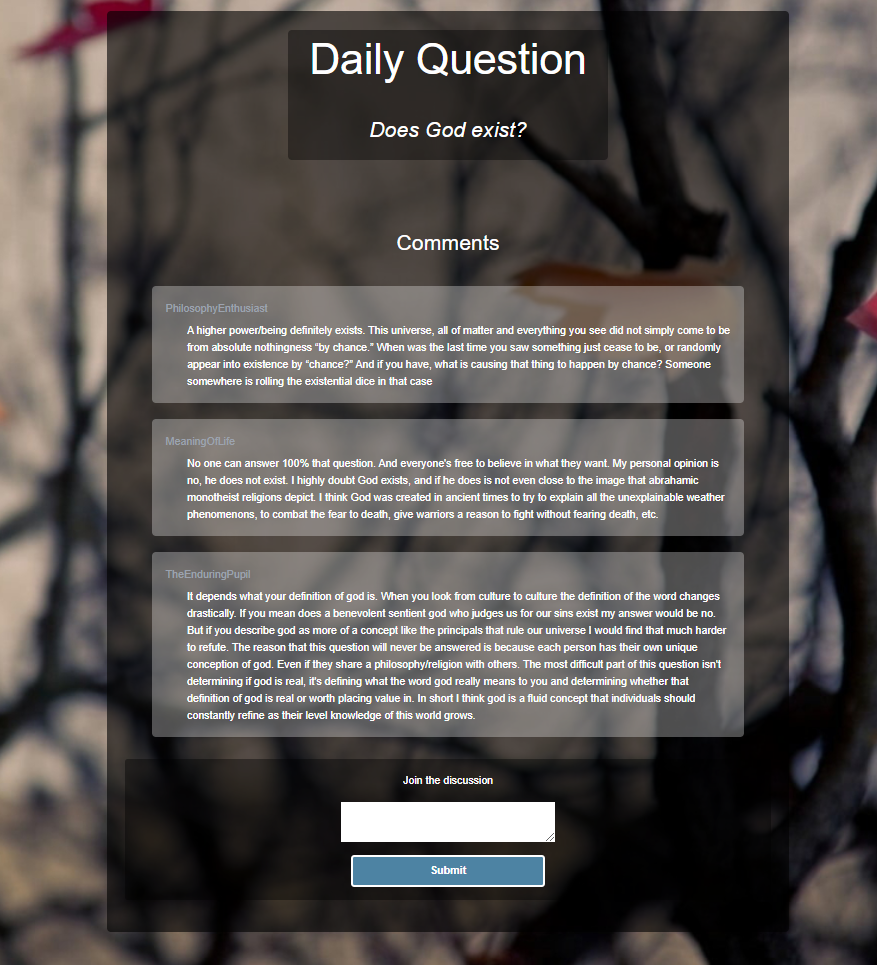 Daily Question
Does God exist?
Comments
PhilosophyEnthusiast
A higher power/being definitely exists. This universe, all of matter and everything you see did not simply come to be
from absolute nothingness “by chance.” When was the last time you saw something just cease to be, or randomly
appear into existence by “chance?” And if you have, what is causing that thing to happen by chance? Someone
somewhere is rolling the existential dice in that case
MeaningOfLife
No one can answer 100% that question. And everyone's free to believe in what they want. My personal opinion is
no, he does not exist. I highly doubt God exists, and if he does is not even close to the image that abrahamic
monotheist religions depict. I think God was created in ancient times to try to explain all the unexplainable weather
phenomenons, to combat the fear to death, give warriors a reason to fight without fearing death, etc.
TheEnduringPupil
It depends what your definition of god is. When you look from culture to culture the definition of the word changes
drastically. If you mean does a benevolent sentient god who judges us for our sins exist my answer would be no.
But if you describe god as more of a concept like the principals that rule our universe I would find that much harder
to refute. The reason that this question will never be answered is because each person has their own unique
conception of god. Even if they share a philosophy/religion with others. The most difficult part of this question isn't
determining if god is real, it's defining what the word god really means to you and determining whether that
definition of god is real or worth placing value in. In short I think god is a fluid concept that individuals should
constantly refine as their level knowledge of this world grows.
Join the discussion
Submit